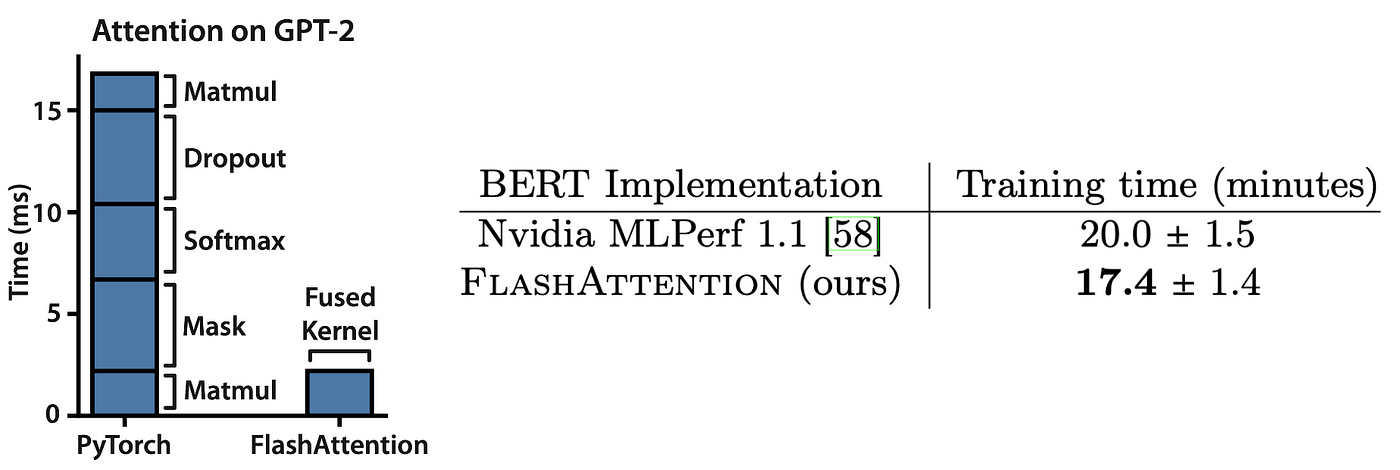 Attention on GPT-2
Time (ms)
15
10
5
0
Matmul
Dropout
Softmax
Mask
Matmul
Fused
Kernel
PyTorch
FlashAttention
BERT Implementation Training time (minutes)
Nvidia MLPerf 1.1 [58] 20.0 ± 1.5
FLASHATTENTION (ours) 17.4 ± 1.4